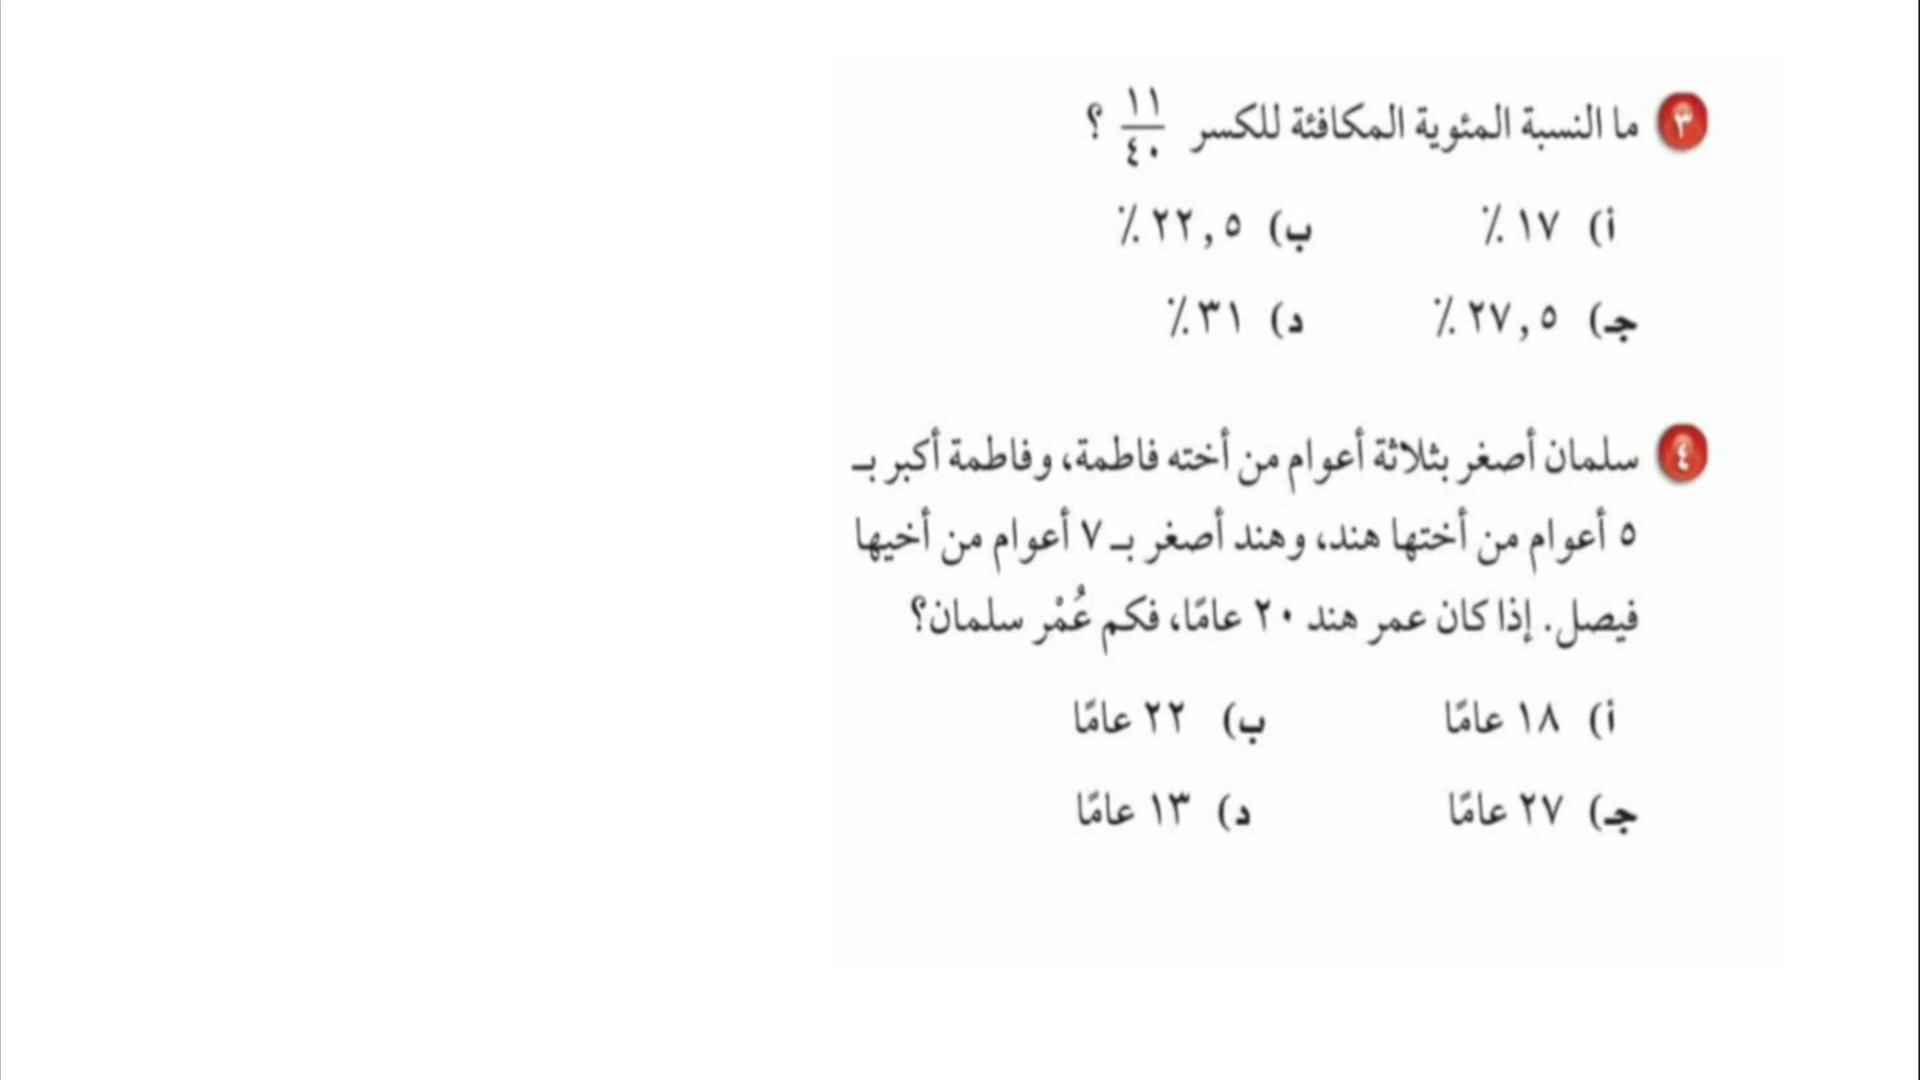 ٣ ما النسبة المئوية المكافئة للكسر ١١/٤٠ ؟
أ) ١٧ ٪ ب) ٢٢,٥ ٪
جـ) ٢٧,٥ ٪ د) ٣١ ٪
٤ سلمان أصغر بثلاثة أعوام من أخته فاطمة، وفاطمة أكبر بـ
٥ أعوام من أختها هند، وهند أصغر بـ ٧ أعوام من أخيها
فيصل. إذا كان عمر هند ٢٠ عامًا، فكم عُمْر سلمان؟
أ) ١٨ عامًا ب) ٢٢ عامًا
جـ) ٢٧ عامًا د) ١٣ عامًا